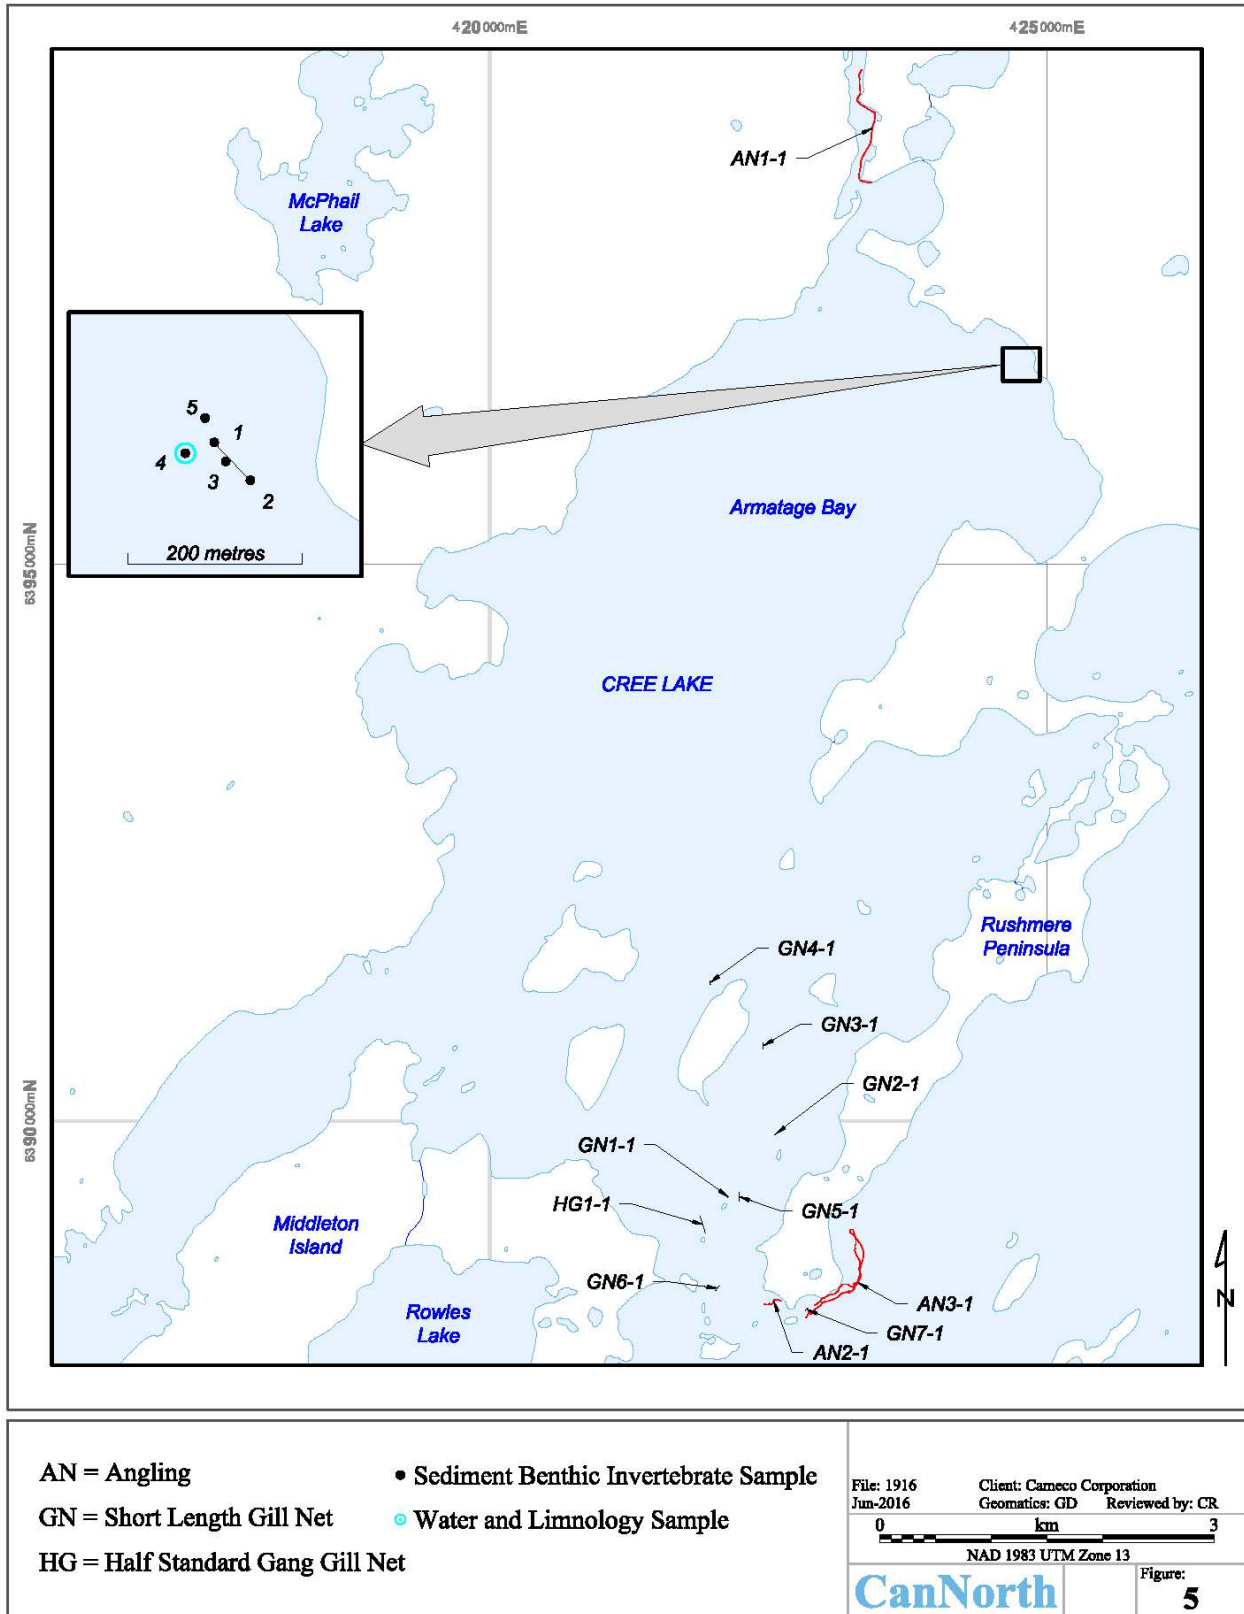 420000mE 425000mE
AN1-1
McPhail
Lake
5
1
4
3
2
200 metres
Armatage Bay
6395000mN
CREE LAKE
Rushmere
Peninsula
GN4-1
GN3-1
GN2-1
6390000mN
GN1-1
HG1-1
GN5-1
Middleton
Island
GN6-1
AN3-1
Rowles
Lake
GN7-1
AN2-1
N
AN = Angling
GN = Short Length Gill Net
HG = Half Standard Gang Gill Net
Sediment Benthic Invertebrate Sample
Water and Limnology Sample
File: 1916 Client: Cameco Corporation
Jun-2016 Geomatics: GD Reviewed by: CR
0 km 3
NAD 1983 UTM Zone 13
CanNorth
Figure:
5